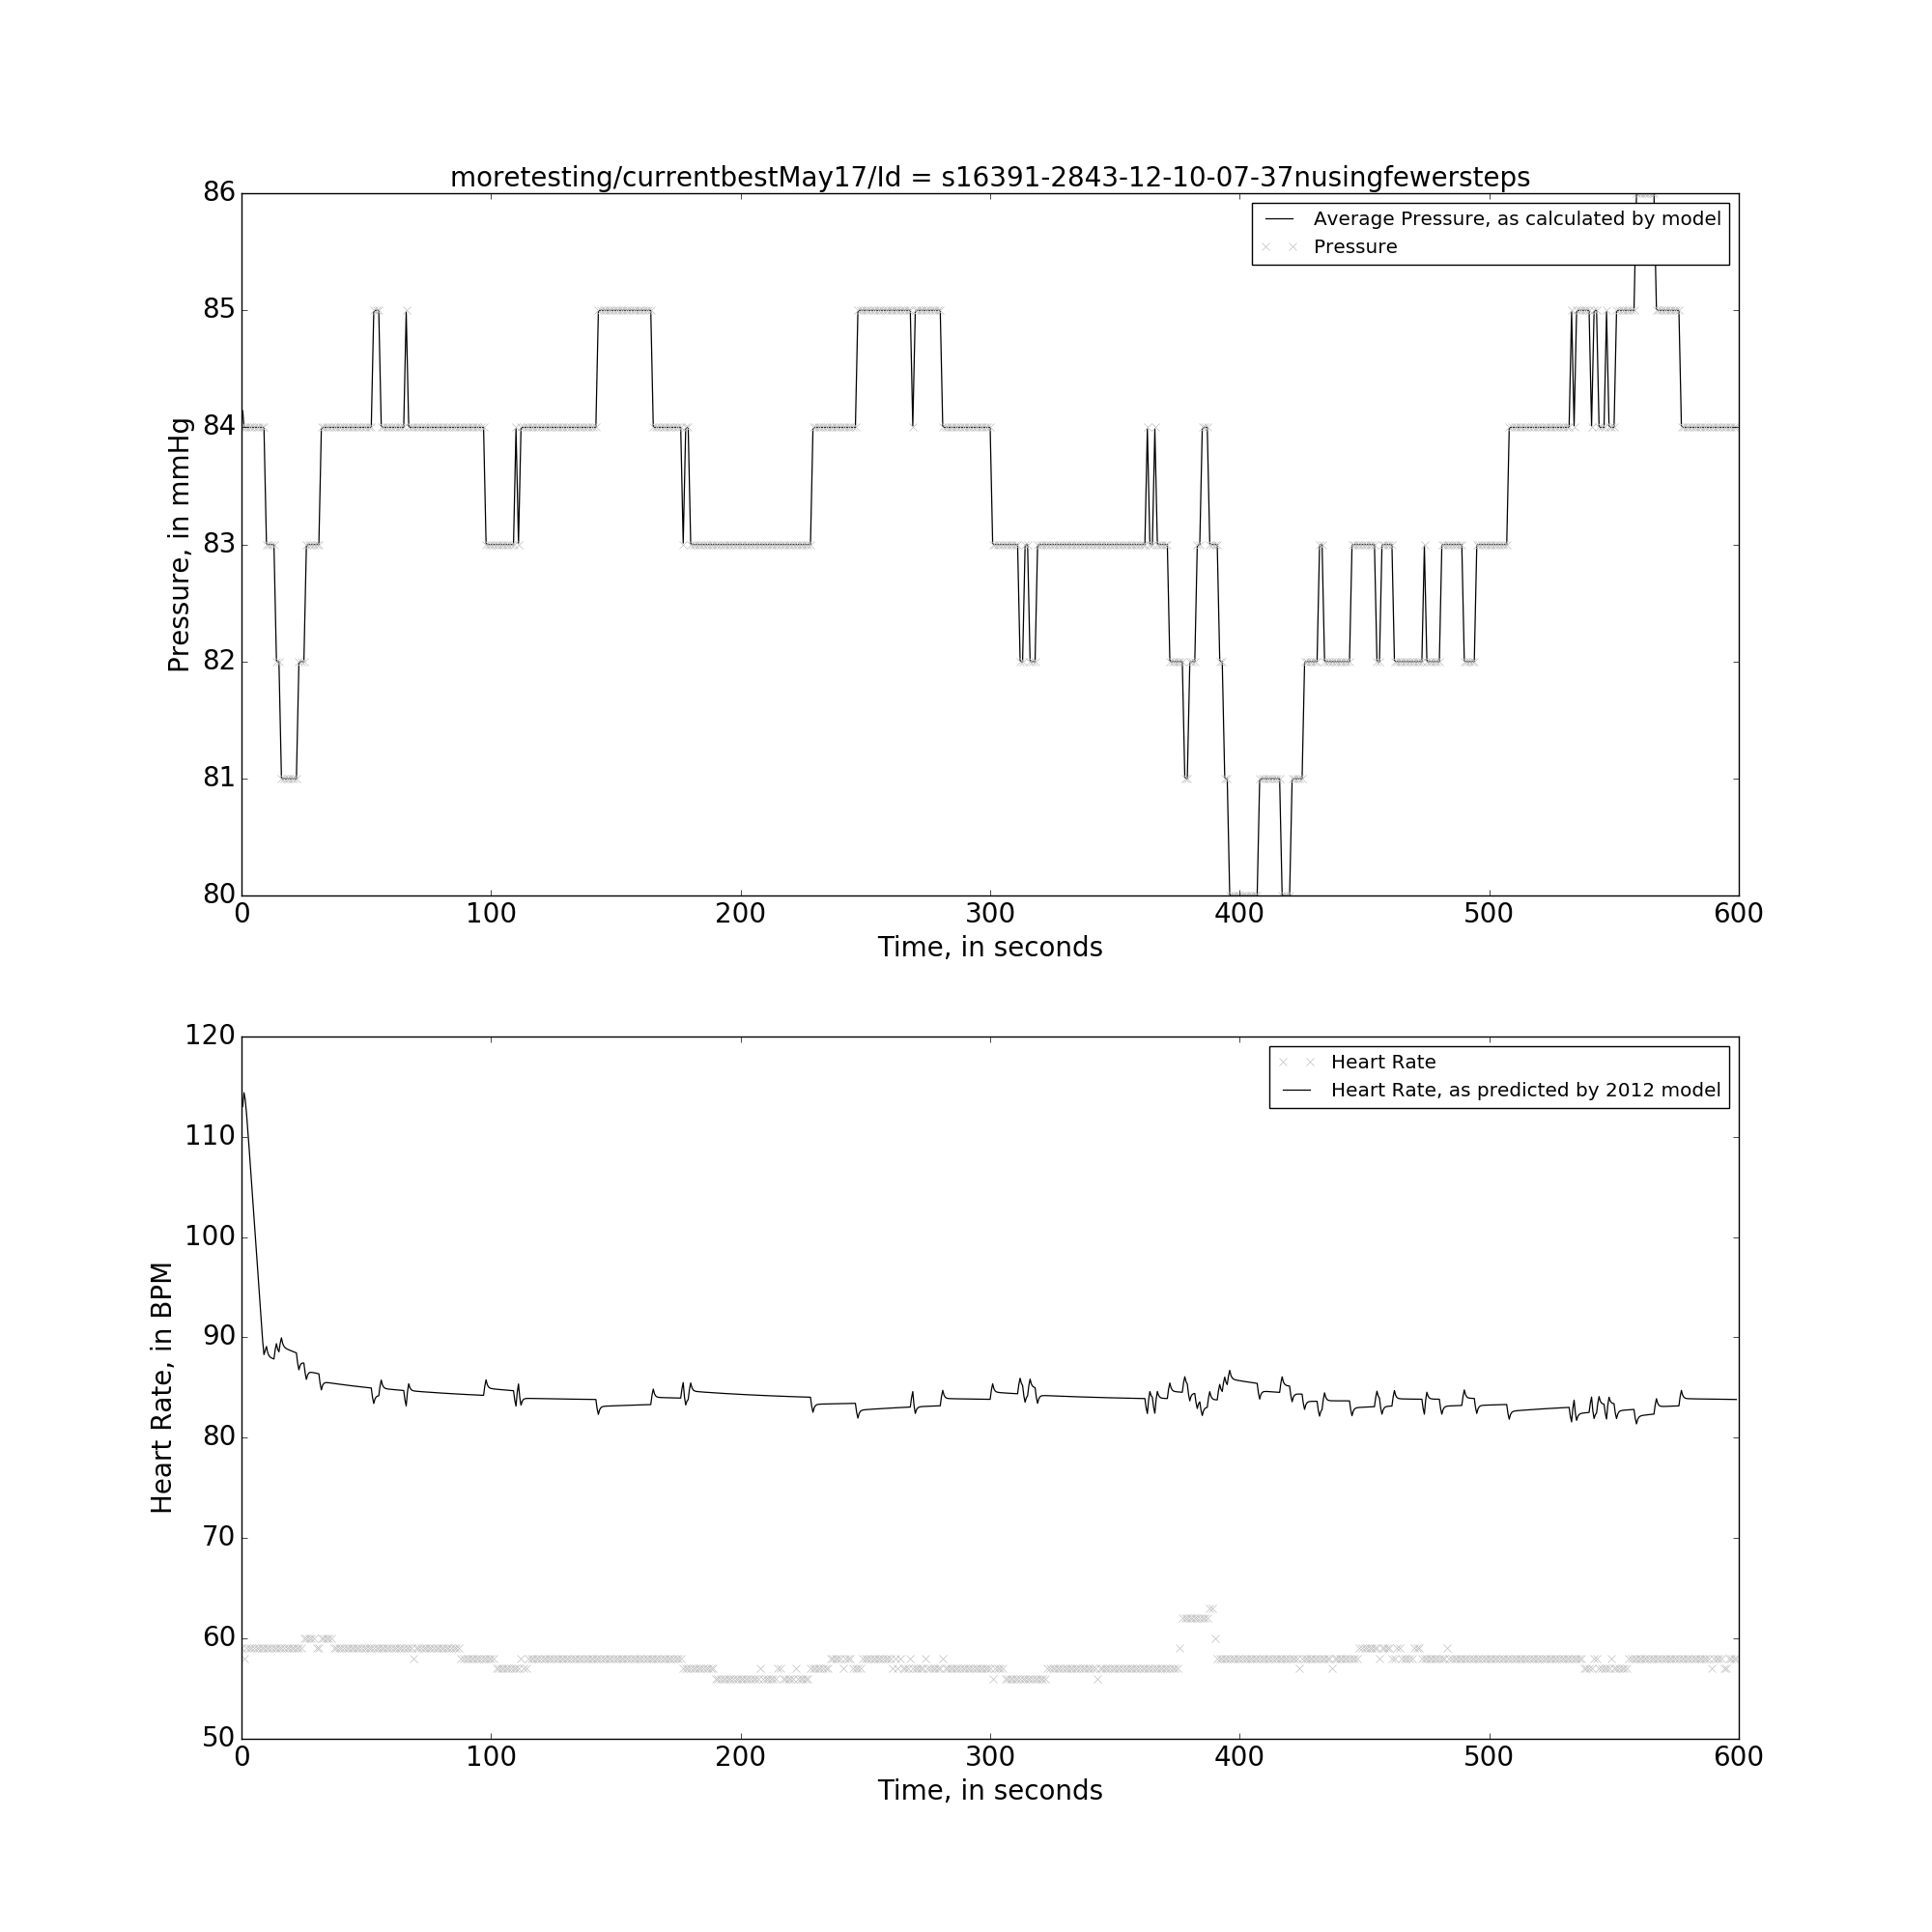 moretesting/currentbestMay17/Id = s16391-2843-12-10-07-37nusingfewersteps
86
85
84
83
82
81
80
Pressure, in mmHg
Average Pressure, as calculated by model
Pressure
0 100 200 300 400 500 600
Time, in seconds
120
110
100
90
80
70
60
50
Heart Rate, in BPM
Heart Rate
Heart Rate, as predicted by 2012 model
0 100 200 300 400 500 600
Time, in seconds